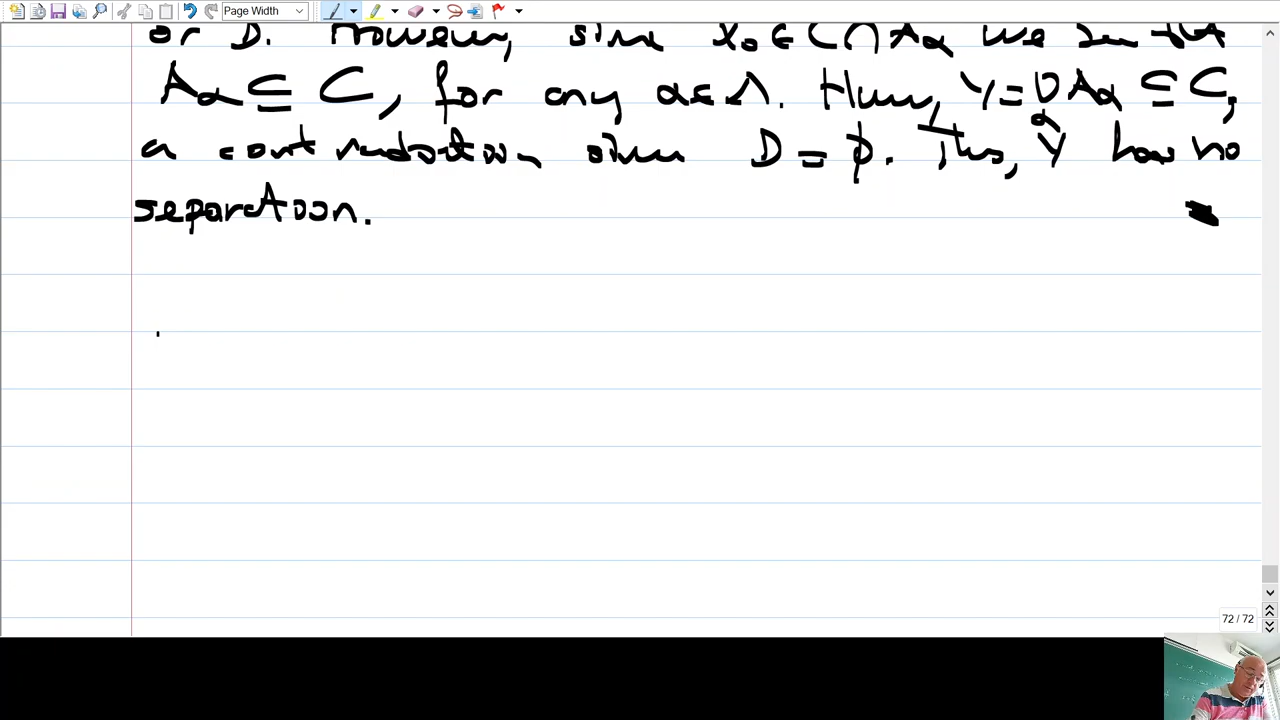 Page Width
or D. However, since x₀ ∈ C ∩ Aα we see that
Aα ⊆ C, for any α ∈ Λ. Hence, Y = ∪ Aα ⊆ C,
α
a contradiction since D = ϕ. Thus, Y has no
separation.
72 / 72